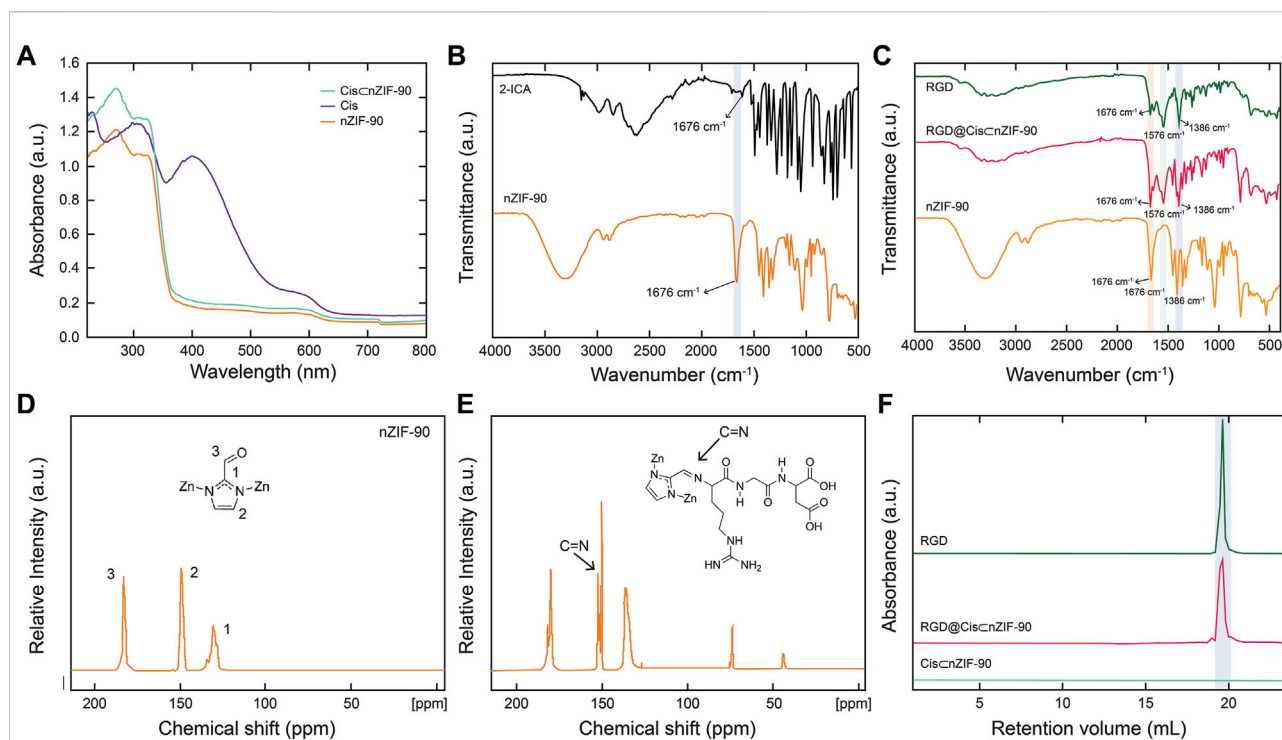 A
Absorbance (a.u.)
1.6
1.4
1.2
1.0
0.8
0.6
0.4
0.2
0.0
Cis⊂nZIF-90
Cis
nZIF-90
300 400 500 600 700 800
Wavelength (nm)
B
Transmittance (a.u.)
2-ICA
1676 cm⁻¹
nZIF-90
1676 cm⁻¹
4000 3500 3000 2500 2000 1500 1000 500
Wavenumber (cm⁻¹)
C
Transmittance (a.u.)
RGD
1676 cm⁻¹
1576 cm⁻¹
1386 cm⁻¹
RGD@Cis⊂nZIF-90
1676 cm⁻¹
1576 cm⁻¹
1386 cm⁻¹
nZIF-90
1676 cm⁻¹
1676 cm⁻¹
1386 cm⁻¹
4000 3500 3000 2500 2000 1500 1000 500
Wavenumber (cm⁻¹)
D
Relative Intensity (a.u.)
nZIF-90
3
O
1
Zn N N Zn
2
3
2
1
200 150 100 50 [ppm]
Chemical shift (ppm)
E
Relative Intensity (a.u.)
C=N
Zn
N
N
Zn
N
O
N
H
O
H
N
O
OH
O
OH
NH
HN NH₂
C=N
200 150 100 50 [ppm]
Chemical shift (ppm)
F
Absorbance (a.u.)
RGD
RGD@Cis⊂nZIF-90
Cis⊂nZIF-90
5 10 15 20
Retention volume (mL)